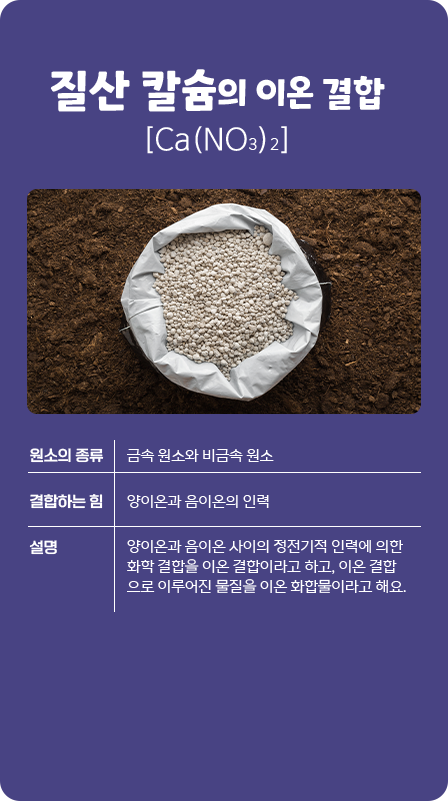 질산 칼슘의 이온 결합
[Ca(NO₃)₂]
원소의 종류 금속 원소와 비금속 원소
결합하는 힘 양이온과 음이온의 인력
설명 양이온과 음이온 사이의 정전기적 인력에 의한
화학 결합을 이온 결합이라고 하고, 이온 결합
으로 이루어진 물질을 이온 화합물이라고 해요.